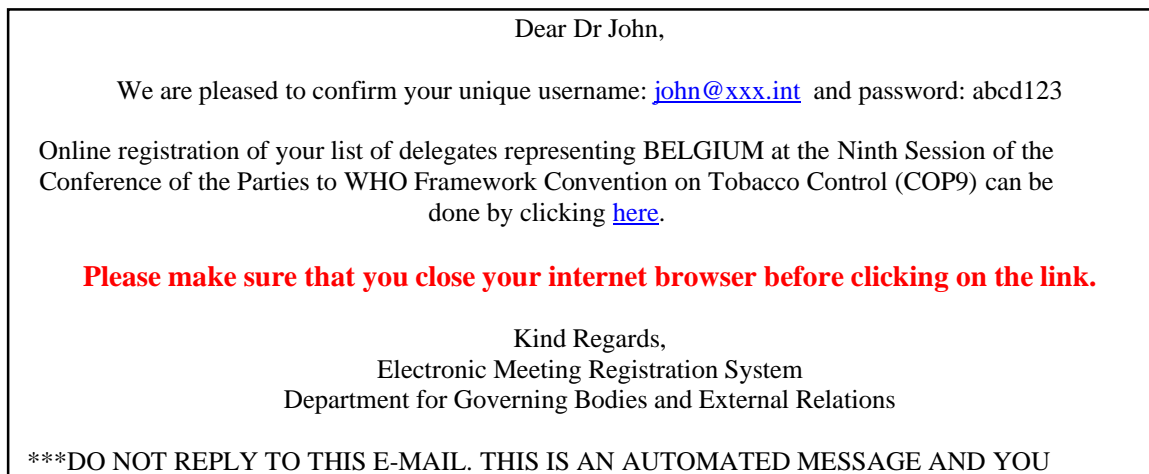 Dear Dr John,
We are pleased to confirm your unique username: john@xxx.int and password: abcd123
Online registration of your list of delegates representing BELGIUM at the Ninth Session of the
Conference of the Parties to WHO Framework Convention on Tobacco Control (COP9) can be
done by clicking here.
Please make sure that you close your internet browser before clicking on the link.
Kind Regards,
Electronic Meeting Registration System
Department for Governing Bodies and External Relations
***DO NOT REPLY TO THIS E-MAIL. THIS IS AN AUTOMATED MESSAGE AND YOU